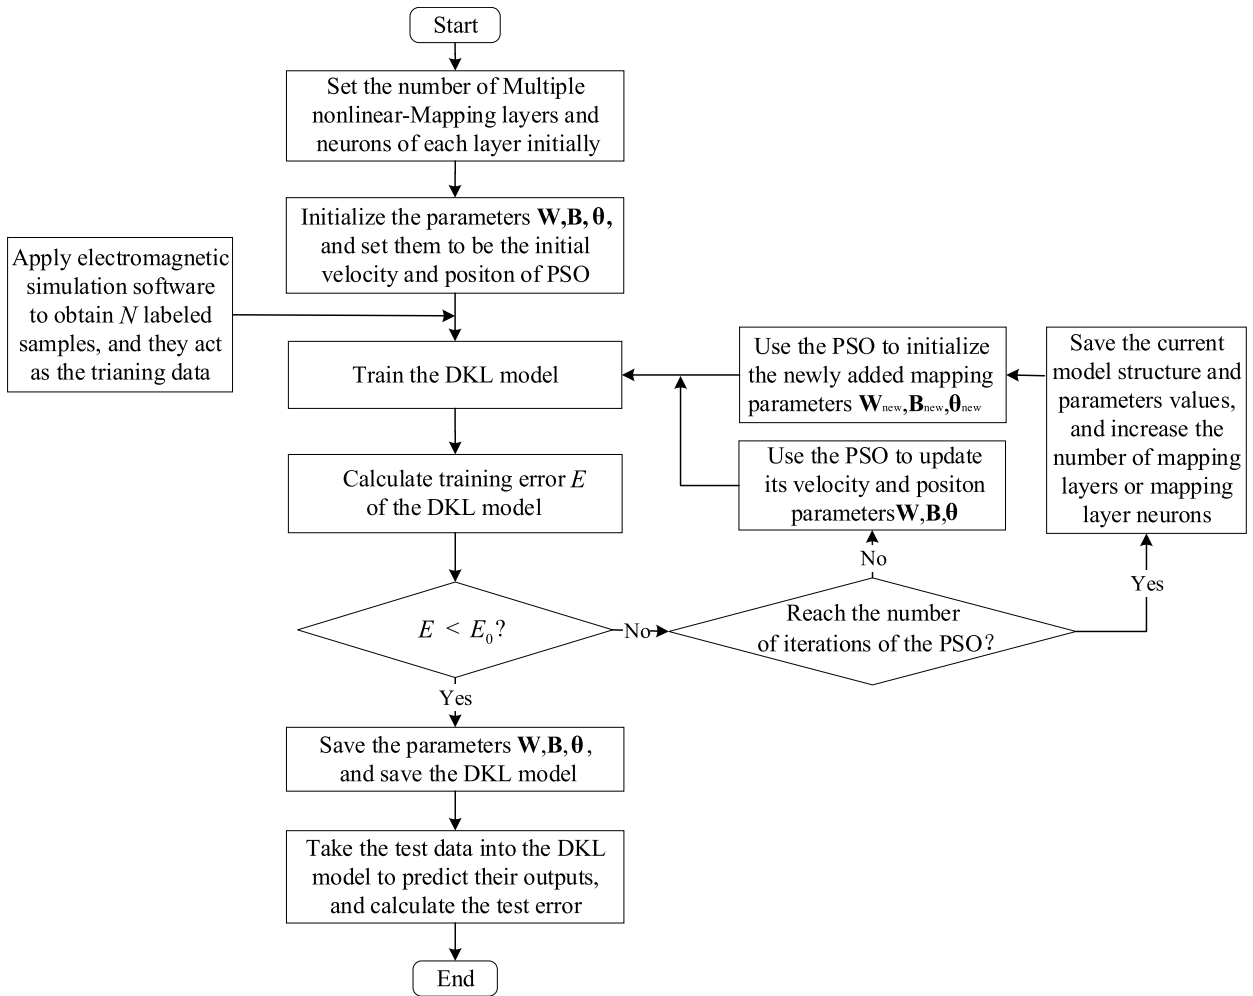 Start
Set the number of Multiple
nonlinear-Mapping layers and
neurons of each layer initially
Initialize the parameters W,B,θ,
and set them to be the initial
velocity and positon of PSO
Apply electromagnetic
simulation software
to obtain N labeled
samples, and they act
as the trianing data
Train the DKL model
Use the PSO to initialize
the newly added mapping
parameters Wnew,Bnew,θnew
Save the current
model structure and
parameters values,
and increase the
number of mapping
layers or mapping
layer neurons
Calculate training error E
of the DKL model
Use the PSO to update
its velocity and positon
parametersW,B,θ
No
Yes
E < E0?
No
Reach the number
of iterations of the PSO?
Yes
Save the parameters W,B,θ,
and save the DKL model
Take the test data into the DKL
model to predict their outputs,
and calculate the test error
End